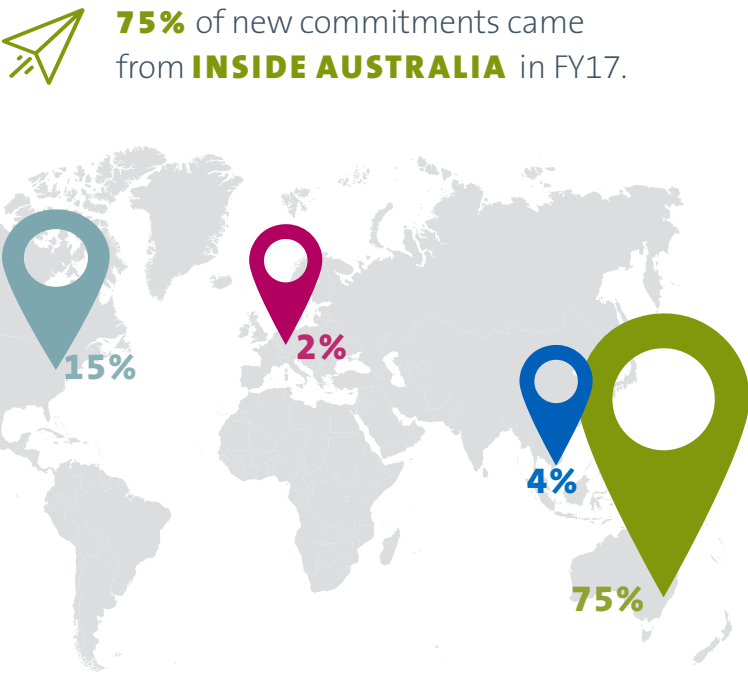 75% of new commitments came
from INSIDE AUSTRALIA in FY17.
2%
15%
4%
75%